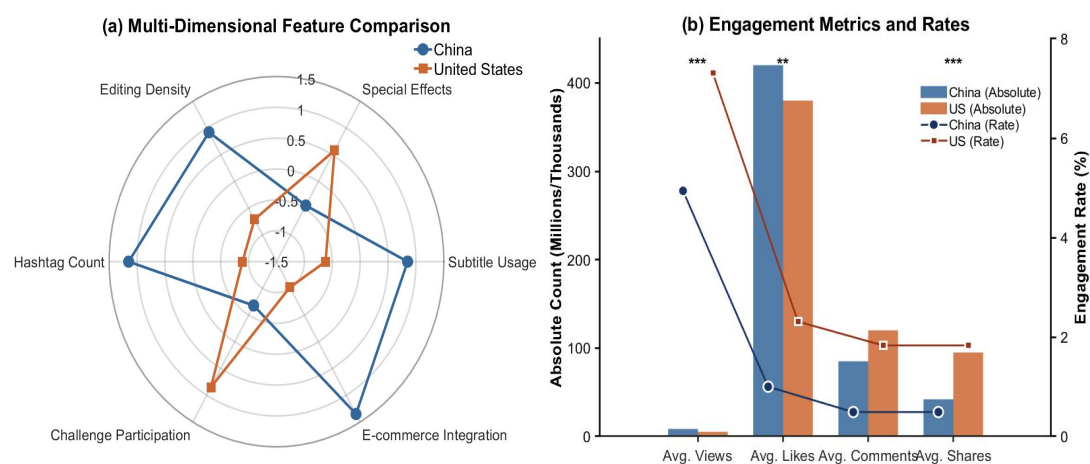 (a) Multi-Dimensional Feature Comparison
China
United States
1.5
1
0.5
0
-0.5
-1
-1.5
Editing Density
Special Effects
Hashtag Count
Subtitle Usage
Challenge Participation
E-commerce Integration
(b) Engagement Metrics and Rates
***
**
***
China (Absolute)
US (Absolute)
China (Rate)
US (Rate)
Absolute Count (Millions/Thousands)
400
300
200
100
0
Engagement Rate (%)
8
6
4
2
0
Avg. Views
Avg. Likes
Avg. Comments
Avg. Shares